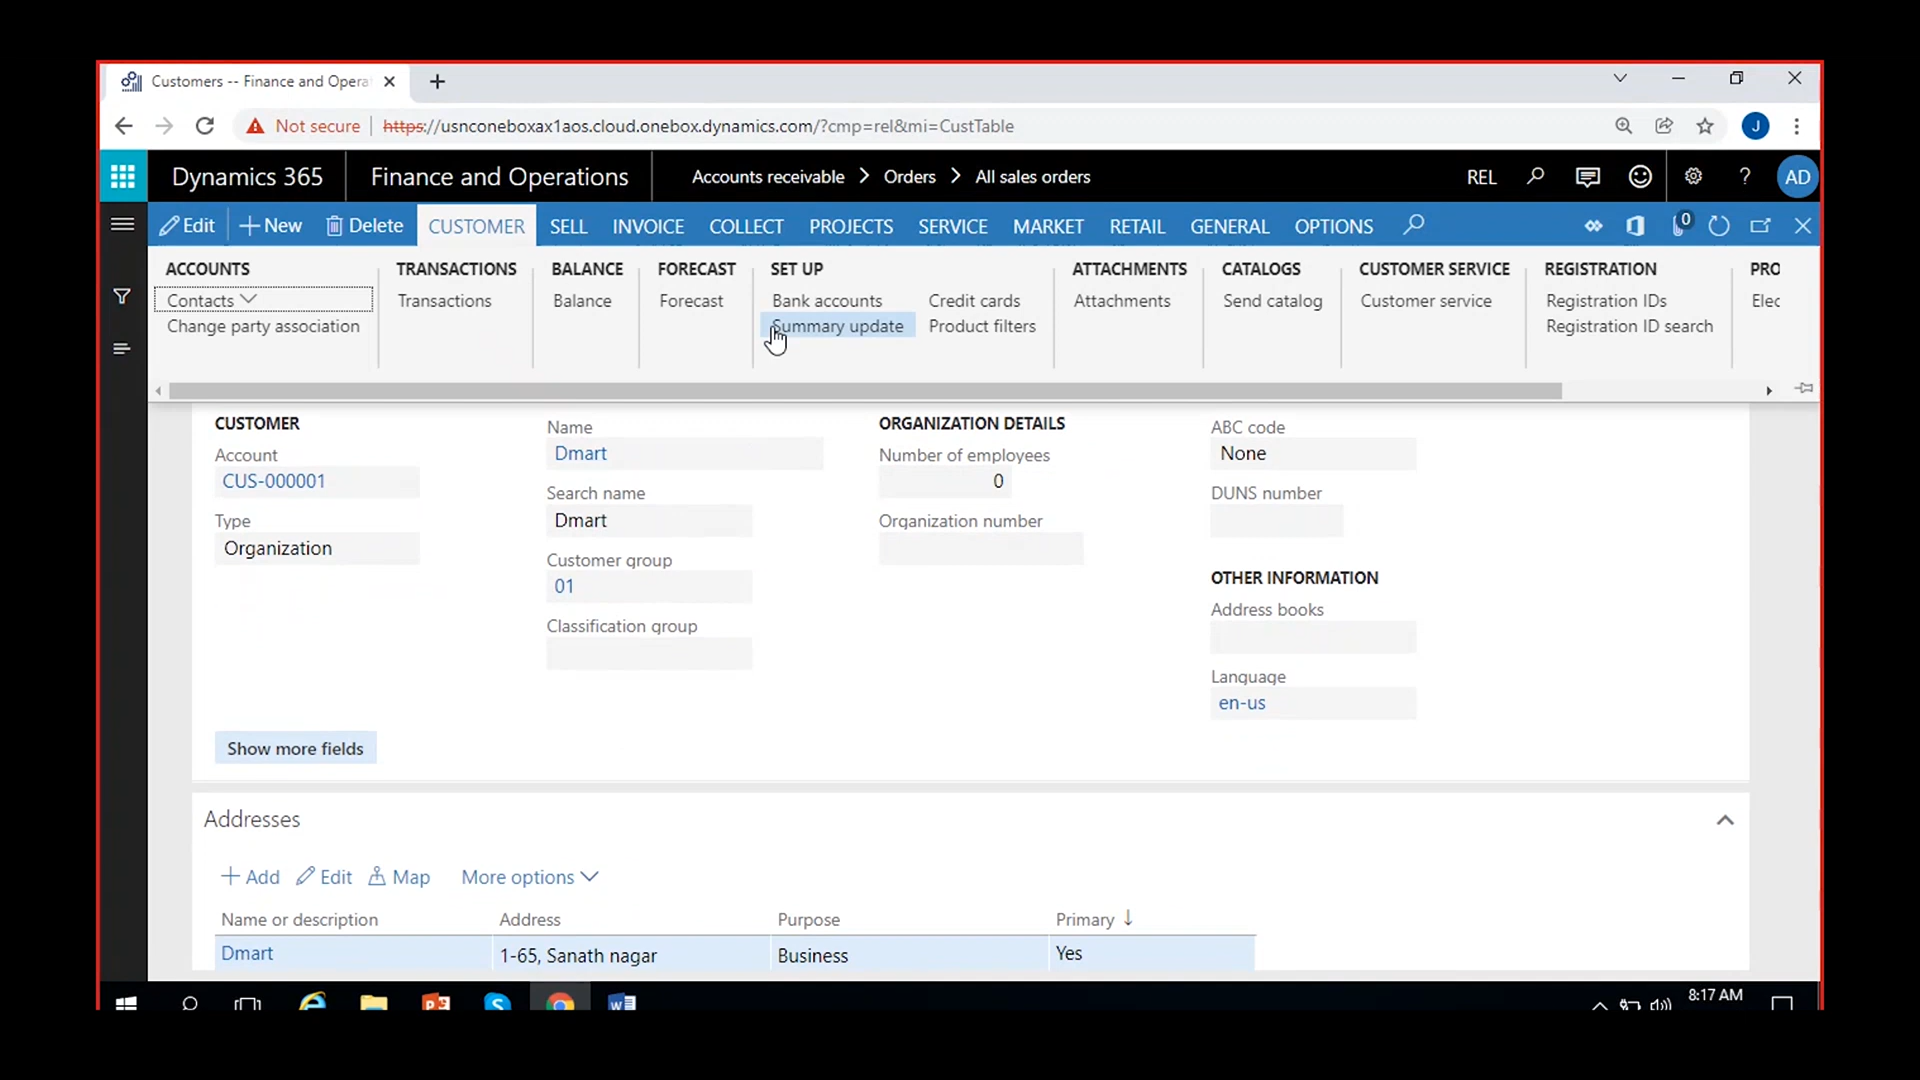 Customers -- Finance and Opera
Not secure https://usnconeboxax1aos.cloud.onebox.dynamics.com/?cmp=rel&mi=CustTable
J
Dynamics 365 Finance and Operations Accounts receivable > Orders > All sales orders REL ? AD
Edit New Delete CUSTOMER SELL INVOICE COLLECT PROJECTS SERVICE MARKET RETAIL GENERAL OPTIONS 0
ACCOUNTS TRANSACTIONS BALANCE FORECAST SET UP ATTACHMENTS CATALOGS CUSTOMER SERVICE REGISTRATION PRO
Contacts Transactions Balance Forecast Bank accounts Credit cards Attachments Send catalog Customer service Registration IDs Elec
Change party association Summary update Product filters Registration ID search
CUSTOMER
Account
CUS-000001
Type
Organization
Name
Dmart
Search name
Dmart
Customer group
01
Classification group
ORGANIZATION DETAILS
Number of employees
0
Organization number
ABC code
None
DUNS number
OTHER INFORMATION
Address books
Language
en-us
Show more fields
Addresses
Add Edit Map More options
Name or description Address Purpose Primary
Dmart 1-65, Sanath nagar Business Yes
8:17 AM